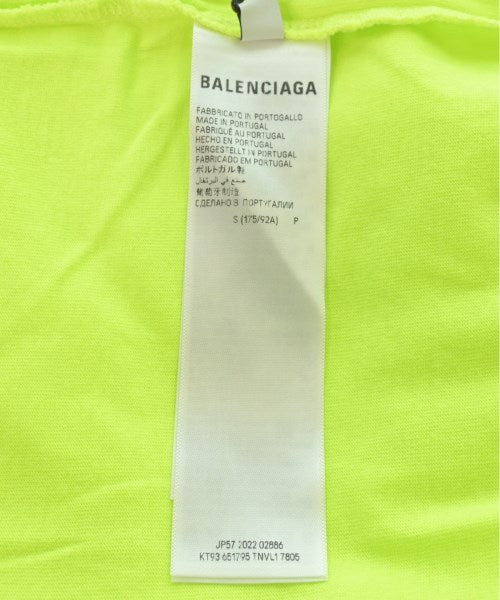 BALENCIAGA
FABBRICATO IN PORTOGALLO
MADE IN PORTUGAL
FABRIQUÉ AU PORTUGAL
HECHO EN PORTUGAL
HERGESTELLT IN PORTUGAL
FABRICADO EM PORTUGAL
ポルトガル製
صنع في البرتغال
葡萄牙制造
СДЕЛАНО В ПОРТУГАЛИИ
S (175/92A) P
JP57 2022 02886
KT93 651795 TNVL1 7805